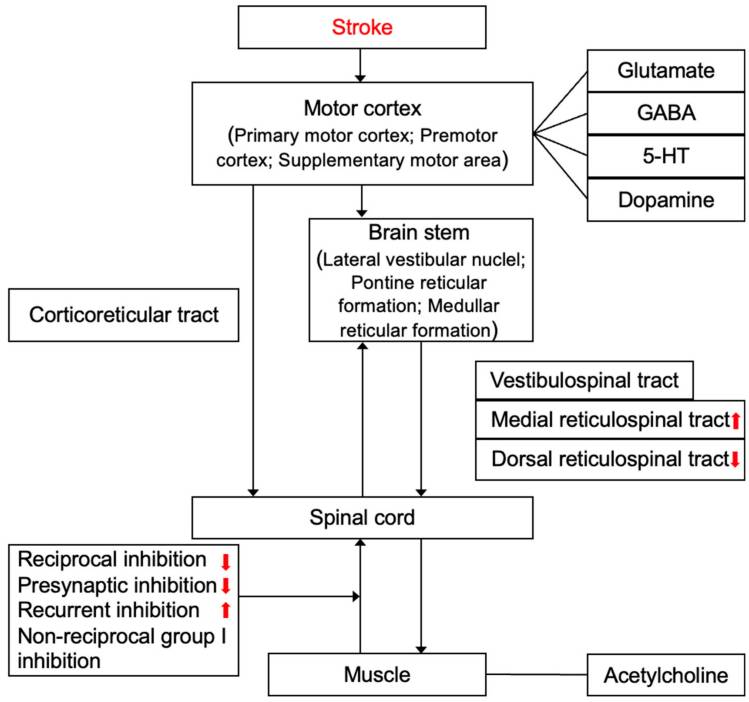 Stroke
Motor cortex
(Primary motor cortex; Premotor
cortex; Supplementary motor area)
Glutamate
GABA
5-HT
Dopamine
Brain stem
(Lateral vestibular nuclei;
Pontine reticular
formation; Medullar
reticular formation)
Corticoreticular tract
Vestibulospinal tract
Medial reticulospinal tract⬆
Dorsal reticulospinal tract⬇
Spinal cord
Reciprocal inhibition ⬇
Presynaptic inhibition⬇
Recurrent inhibition ⬆
Non-reciprocal group I
inhibition
Muscle
Acetylcholine